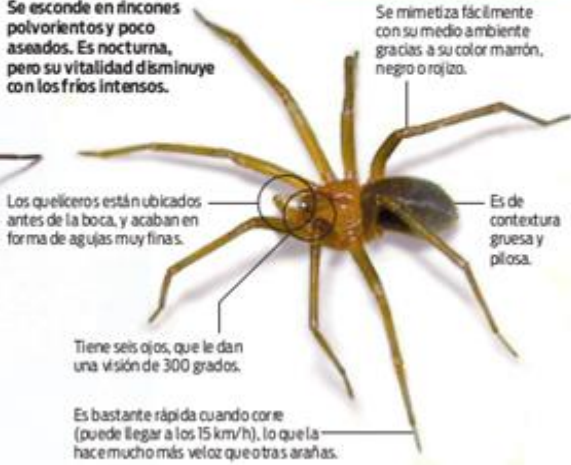 Se esconde en rincones
polvorientos y poco
aseados. Es nocturna,
pero su vitalidad disminuye
con los fríos intensos.
Se mimetiza fácilmente
con su medio ambiente
gracias a su color marrón,
negro o rojizo.
Los quelíceros están ubicados
antes de la boca, y acaban en
forma de agujas muy finas.
Es de
contextura
gruesa y
pilosa.
Tiene seis ojos, que le dan
una visión de 300 grados.
Es bastante rápida cuando corre
(puede llegar a los 15 km/h), lo que la
hace mucho más veloz que otras arañas.